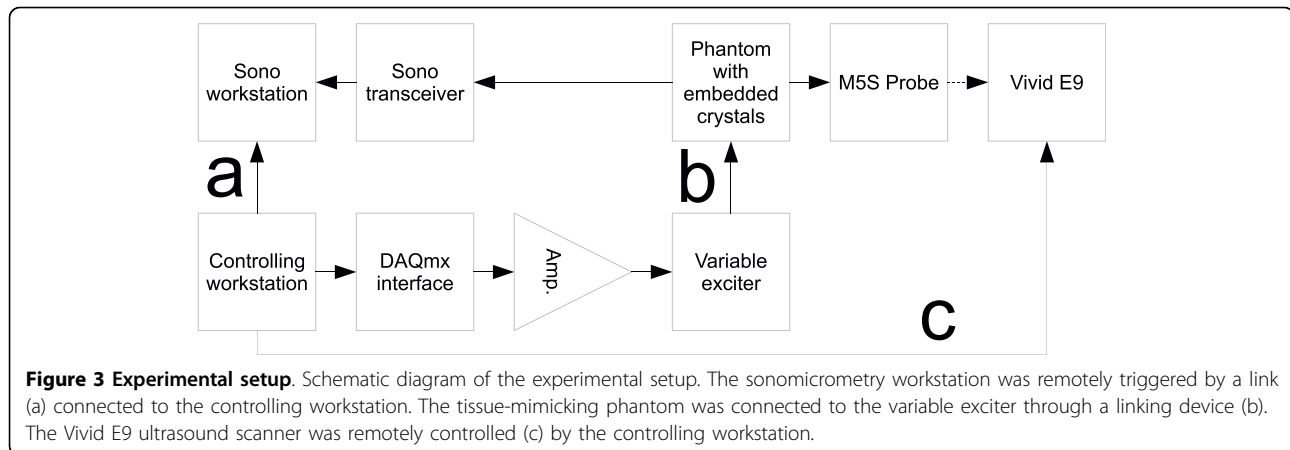 Sono
workstation
Sono
transceiver
Phantom
with
embedded
crystals
M5S Probe
Vivid E9
a
b
Controlling
workstation
DAQmx
interface
Amp.
Variable
exciter
c
Figure 3 Experimental setup. Schematic diagram of the experimental setup. The sonomicrometry workstation was remotely triggered by a link
(a) connected to the controlling workstation. The tissue-mimicking phantom was connected to the variable exciter through a linking device (b).
The Vivid E9 ultrasound scanner was remotely controlled (c) by the controlling workstation.